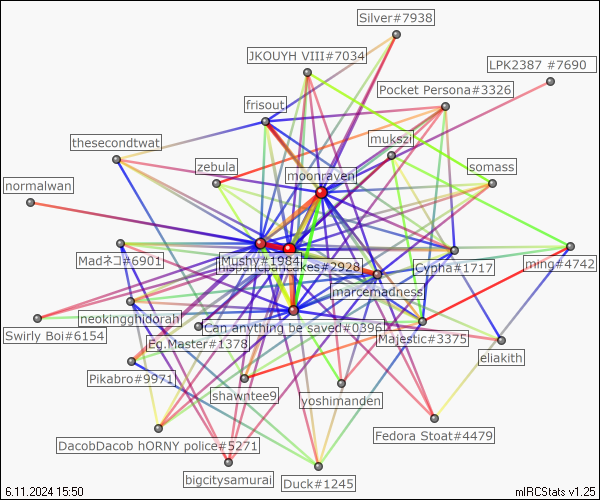 Silver#7938
JKOUYH VIII#7034
LPK2387 #7690
Pocket Persona#3326
frisout
thesecondtwat
mukszi
zebula
moonraven
somass
normalwan
Madネコ#6901
Mushy#1984
hispanicpancakes#2928
Cypha#1717
ming#4742
marcemadness
neokingghidorah
Can anything be saved#0396
Swirly Boi#6154
Eg.Master#1378
Majestic#3375
eliakith
Pikabro#9971
shawntee9
yoshimanden
Fedora Stoat#4479
DacobDacob hORNY police#5271
bigcitysamurai
Duck#1245
6.11.2024 15:50
mIRCStats v1.25